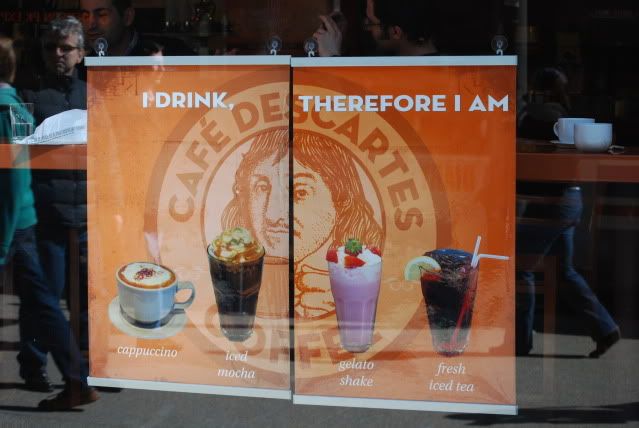 I DRINK,
THEREFORE I AM
CAFÉ DESCARTES
COFFEE
cappuccino
iced
mocha
gelato
shake
fresh
iced tea